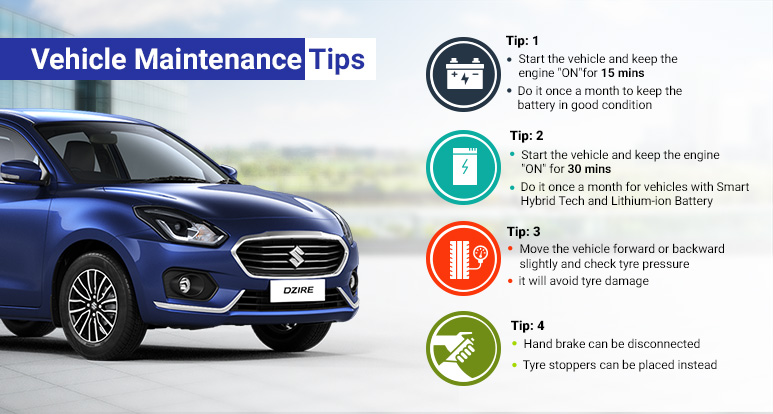 Vehicle Maintenance Tips
Tip: 1
Start the vehicle and keep the
engine "ON"for 15 mins
Do it once a month to keep the
battery in good condition
Tip: 2
Start the vehicle and keep the engine
"ON" for 30 mins
Do it once a month for vehicles with Smart
Hybrid Tech and Lithium-ion Battery
Tip: 3
Move the vehicle forward or backward
slightly and check tyre pressure
it will avoid tyre damage
Tip: 4
Hand brake can be disconnected
Tyre stoppers can be placed instead
DZIRE